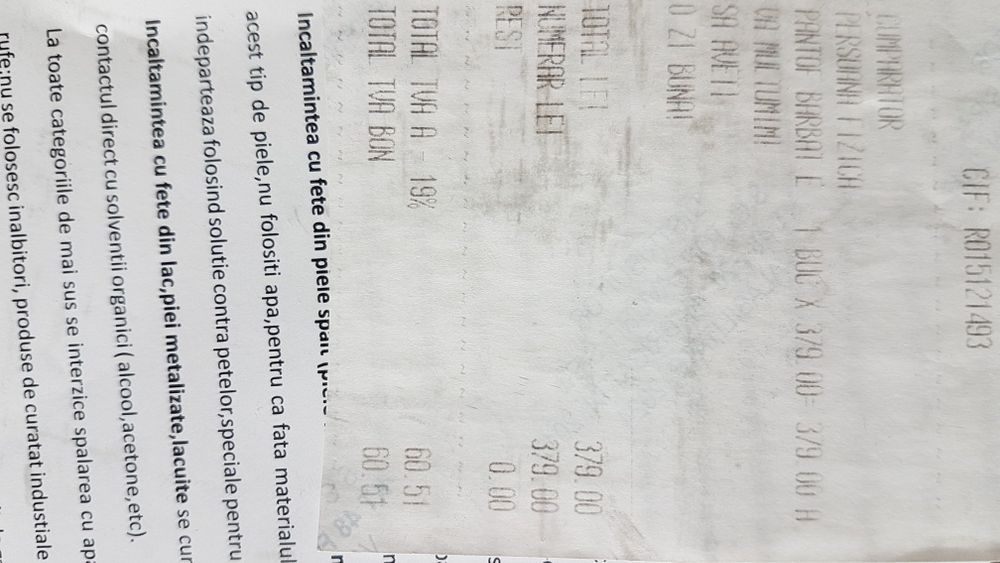 CIF: RO15121493
CUMPARATOR
PERSOANA FIZICA
PANTOF BARBAT E 1 BUC X 379.00= 379.00 A
VA MULTUMIM!
SA AVETI
O ZI BUNA!
TOTAL LEI 379.00
NUMERAR LEI 379.00
REST 0.00
TOTAL TVA A - 19% 60.51
TOTAL TVA BON 60.51
Incaltamintea cu fete din piele span
acest tip de piele,nu folositi apa,pentru ca fata materialul
indeparteaza folosind solutie contra petelor,speciale pentru
Incaltamintea cu fete din lac,piei metalizate,lacuite se cur
contactul direct cu solventii organici( alcool,acetone,etc).
La toate categoriile de mai sus se interzice spalarea cu apa
rufe;nu se folosesc inalbitori, produse de curatat industiale